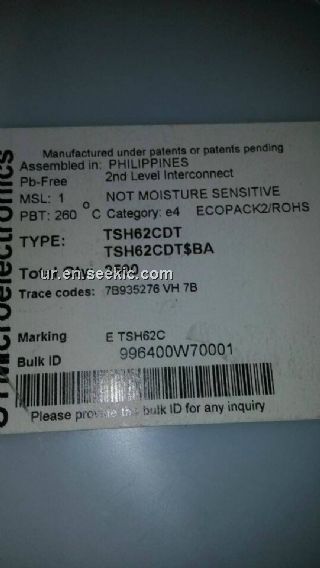 Manufactured under patents or patents pending
Assembled in: PHILIPPINES
Pb-Free 2nd Level Interconnect
MSL: 1 NOT MOISTURE SENSITIVE
PBT: 260 °C Category: e4 ECOPACK2/ROHS
TYPE: TSH62CDT
TSH62CDT$BA
ur.en.seekic.com
Trace codes: 7B935276 VH 7B
Marking E TSH62C
Bulk ID 996400W70001
Please provide the bulk ID for any inquiry
Microelectronics